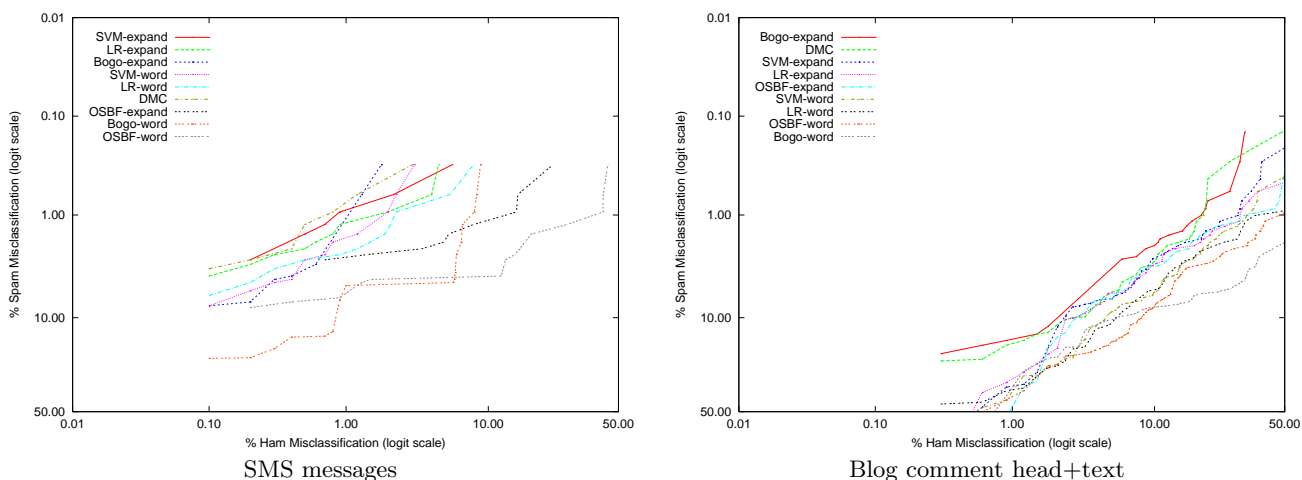 0.01
0.10
1.00
10.00
50.00
% Spam Misclassification (logit scale)
SVM-expand
LR-expand
Bogo-expand
SVM-word
LR-word
DMC
OSBF-expand
Bogo-word
OSBF-word
0.01 0.10 1.00 10.00 50.00
% Ham Misclassification (logit scale)
SMS messages
0.01
0.10
1.00
10.00
50.00
% Spam Misclassification (logit scale)
Bogo-expand
DMC
SVM-expand
LR-expand
OSBF-expand
SVM-word
LR-word
OSBF-word
Bogo-word
0.01 0.10 1.00 10.00 50.00
% Ham Misclassification (logit scale)
Blog comment head+text